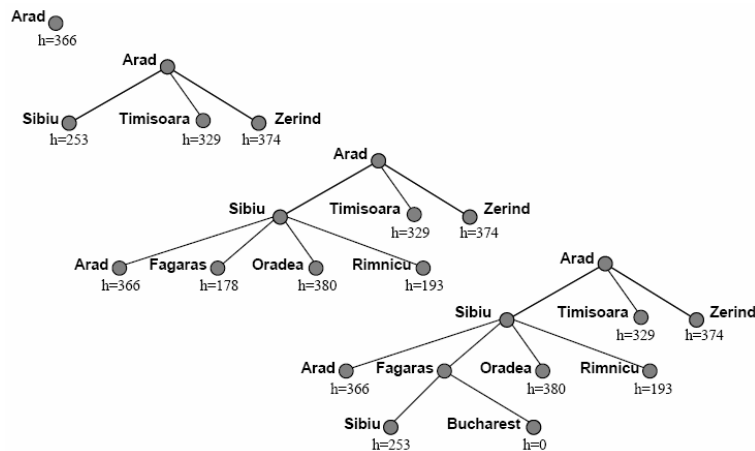 Arad
h=366
Arad
Sibiu Timisoara Zerind
h=253 h=329 h=374
Arad
Sibiu Timisoara Zerind
h=329 h=374
Arad Fagaras Oradea Rimnicu
h=366 h=178 h=380 h=193
Arad
Sibiu Timisoara Zerind
h=329 h=374
Arad Fagaras Oradea Rimnicu
h=366 h=380 h=193
Sibiu Bucharest
h=253 h=0